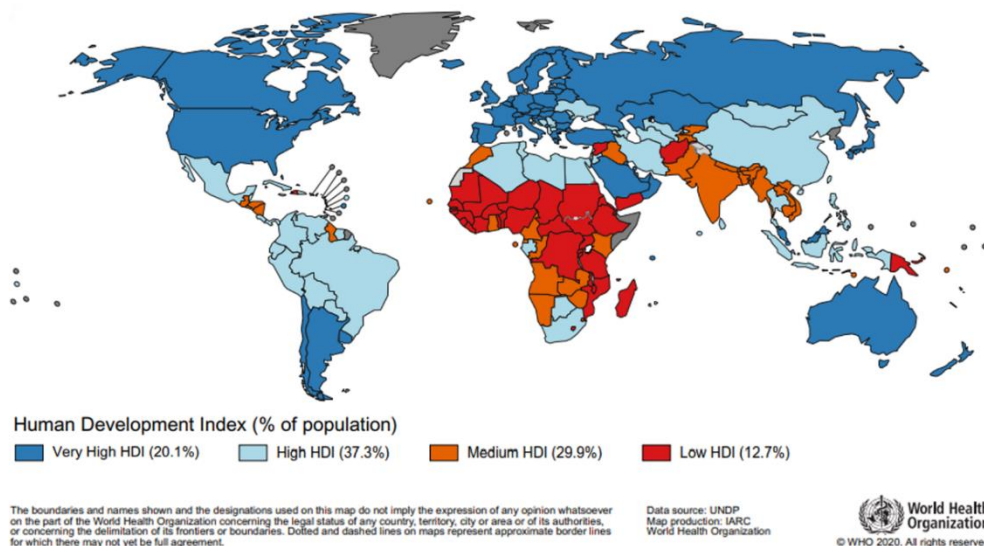 Human Development Index (% of population)
Very High HDI (20.1%)
High HDI (37.3%)
Medium HDI (29.9%)
Low HDI (12.7%)
The boundaries and names shown and the designations used on this map do not imply the expression of any opinion whatsoever
on the part of the World Health Organization concerning the legal status of any country, territory, city or area or of its authorities,
or concerning the delimitation of its frontiers or boundaries. Dotted and dashed lines on maps represent approximate border lines
for which there may not yet be full agreement.
Data source: UNDP
Map production: IARC
World Health Organization
World Health
Organization
© WHO 2020. All rights reserve